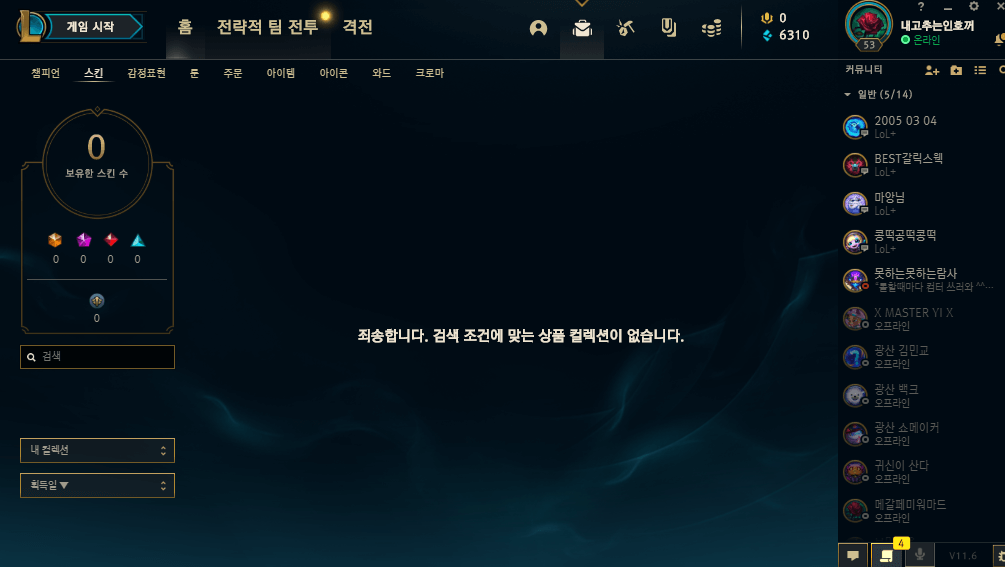 게임 시작
홈
전략적 팀 전투
격전
0
6310
53
내고추는인호꺼
온라인
챔피언
스킨
감정표현
룬
주문
아이템
아이콘
와드
크로마
0
보유한 스킨 수
0
0
0
0
0
검색
내 컬렉션
획득일 ▼
죄송합니다. 검색 조건에 맞는 상품 컬렉션이 없습니다.
커뮤니티
일반 (5/14)
2005 03 04
LoL+
BEST갈릭스웩
LoL+
마앙님
LoL+
콩떡공떡콩떡
LoL+
못하는못하는람사
"롤할때마다 컴터 쓰러와 ^^…
X MASTER YI X
오프라인
광산 김민교
오프라인
광산 백크
오프라인
광산 쇼메이커
오프라인
귀신이 산다
오프라인
메갈페미워마드
오프라인
4
V11.6